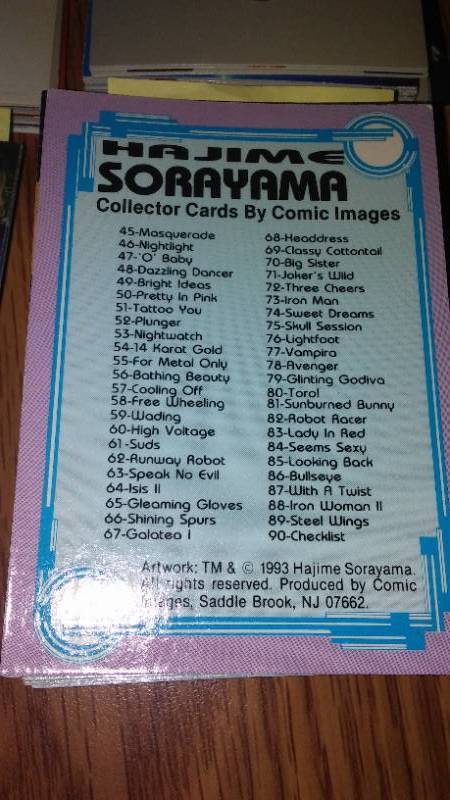 HAJIME
SORAYAMA
Collector Cards By Comic Images
45-Masquerade
46-Nightlight
47-'O' Baby
48-Dazzling Dancer
49-Bright Ideas
50-Pretty In Pink
51-Tattoo You
52-Plunger
53-Nightwatch
54-14 Karat Gold
55-For Metal Only
56-Bathing Beauty
57-Cooling Off
58-Free Wheeling
59-Wading
60-High Voltage
61-Suds
62-Runway Robot
63-Speak No Evil
64-Isis II
65-Gleaming Gloves
66-Shining Spurs
67-Galatea I
68-Headdress
69-Classy Cottontail
70-Big Sister
71-Joker's Wild
72-Three Cheers
73-Iron Man
74-Sweet Dreams
75-Skull Session
76-Lightfoot
77-Vampira
78-Avenger
79-Glinting Godiva
80-Toro!
81-Sunburned Bunny
82-Robot Racer
83-Lady In Red
84-Seems Sexy
85-Looking Back
86-Bullseye
87-With A Twist
88-Iron Woman II
89-Steel Wings
90-Checklist
Artwork: TM & © 1993 Hajime Sorayama.
All rights reserved. Produced by Comic
Images, Saddle Brook, NJ 07662.